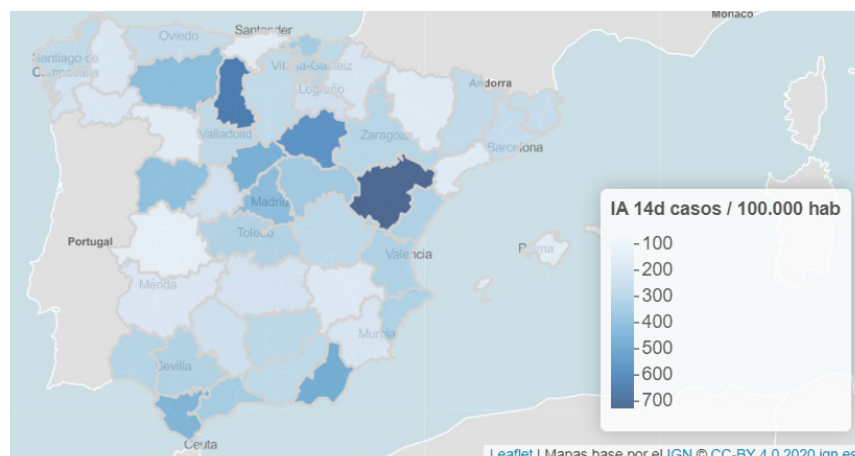 Monaco
Oviedo
Santander
Santiago de
Compostela
Vitoria-Gasteiz
Andorra
Logroño
Valladolid
Zaragoza
Barcelona
Madrid
Toledo
Portugal
Valencia
Palma
Mérida
Murcia
Sevilla
Ceuta
IA 14d casos / 100.000 hab
100
200
300
400
500
600
700
Leaflet | Mapas base por el IGN © CC-BY 4.0 2020 ign.es